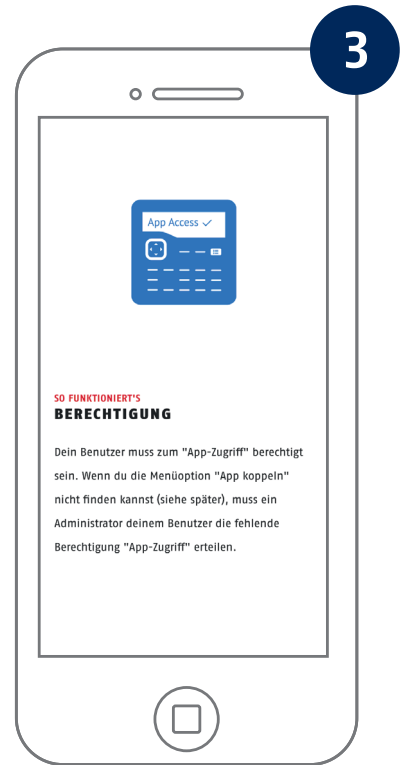 3
App Access ✓
SO FUNKTIONIERT'S
BERECHTIGUNG
Dein Benutzer muss zum "App-Zugriff" berechtigt
sein. Wenn du die Menüoption "App koppeln"
nicht finden kannst (siehe später), muss ein
Administrator deinem Benutzer die fehlende
Berechtigung "App-Zugriff" erteilen.